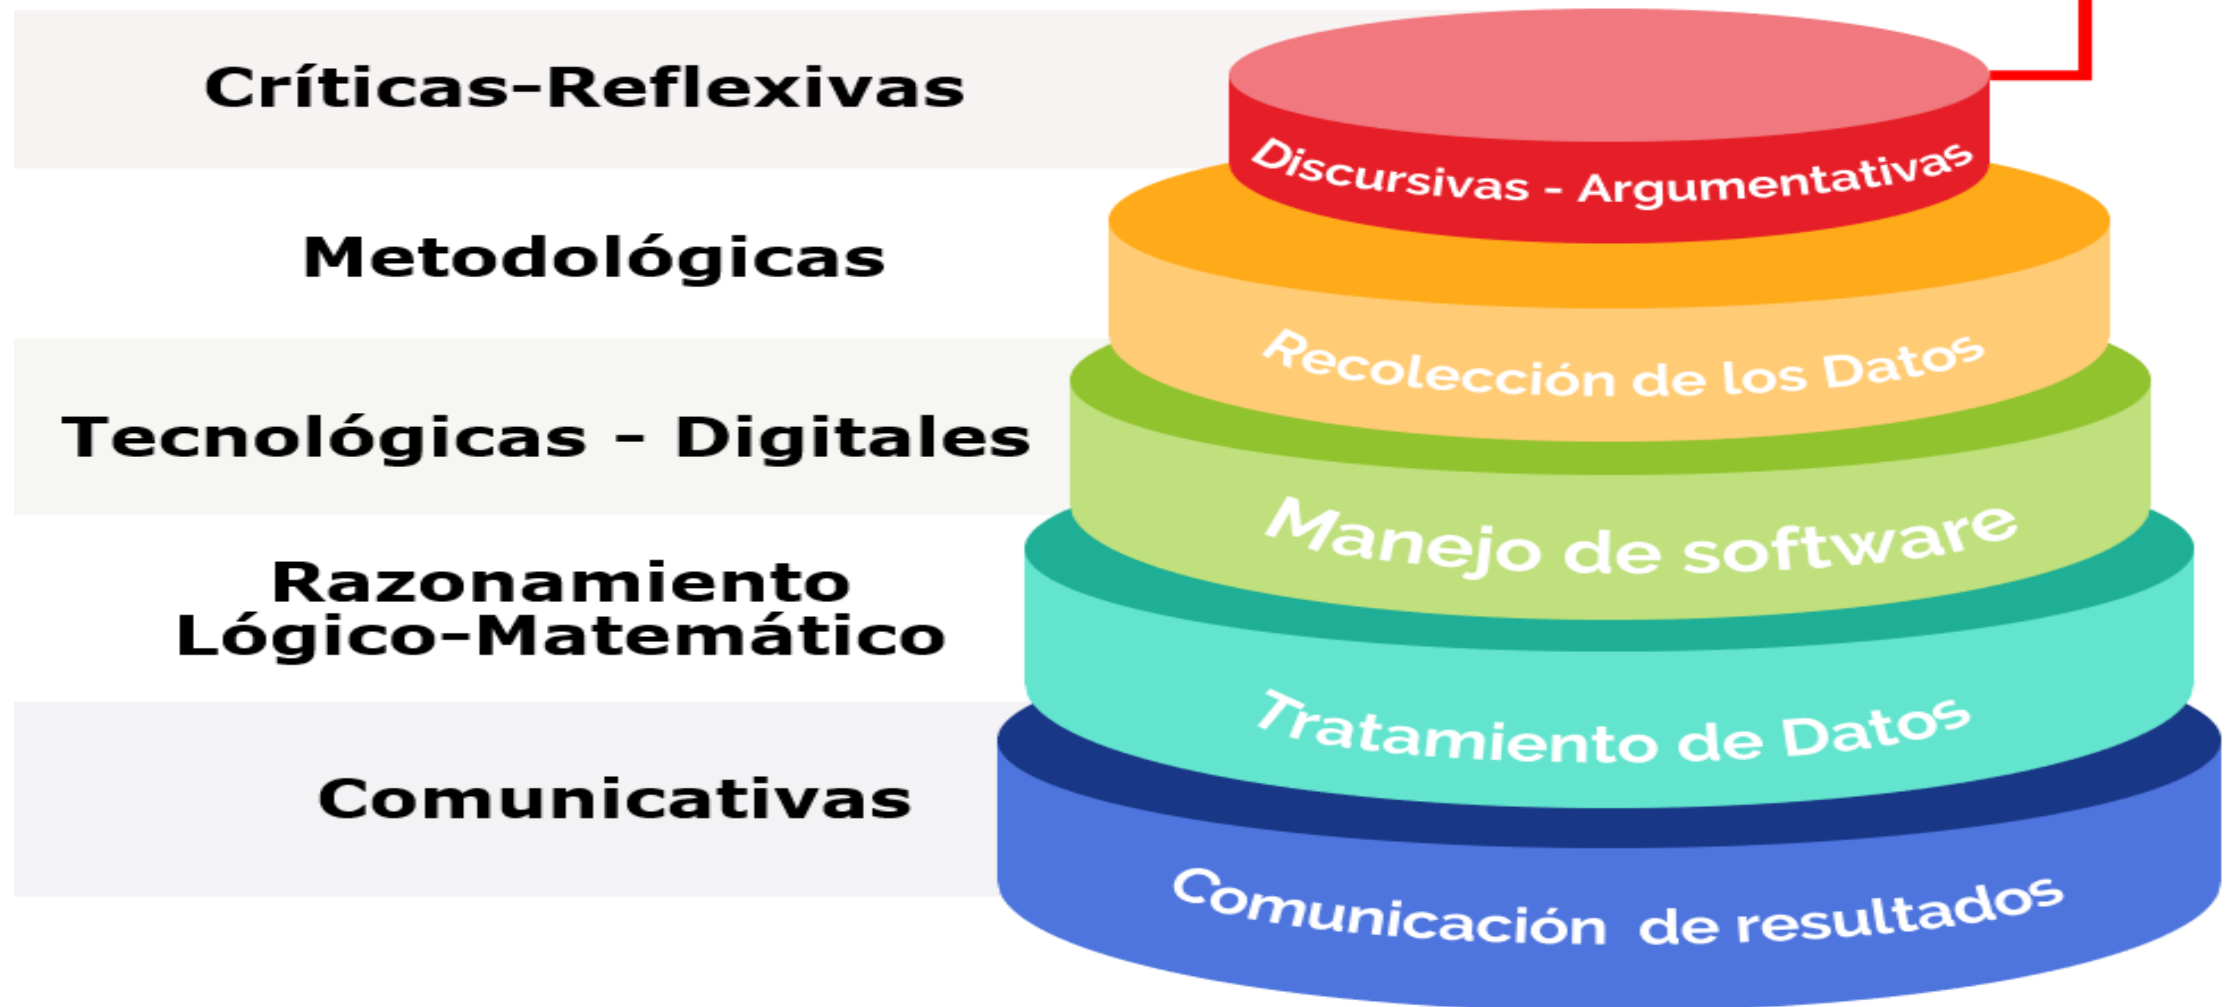 Críticas-Reflexivas
Discursivas - Argumentativas
Metodológicas
Recolección de los Datos
Tecnológicas - Digitales
Manejo de software
Razonamiento
Lógico-Matemático
Tratamiento de Datos
Comunicativas
Comunicación de resultados